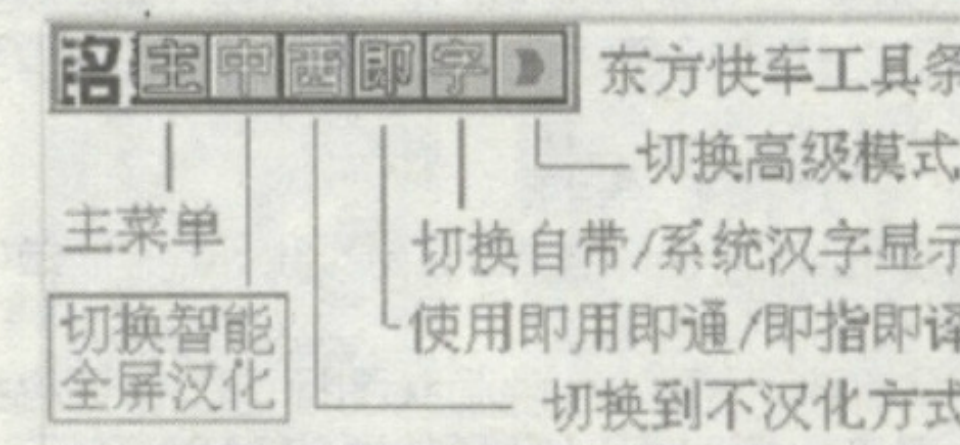 主中西即字
东方快车工具条
切换高级模式
主菜单
切换自带/系统汉字显示
切换智能
全屏汉化
使用即用即通/即指即译
切换到不汉化方式